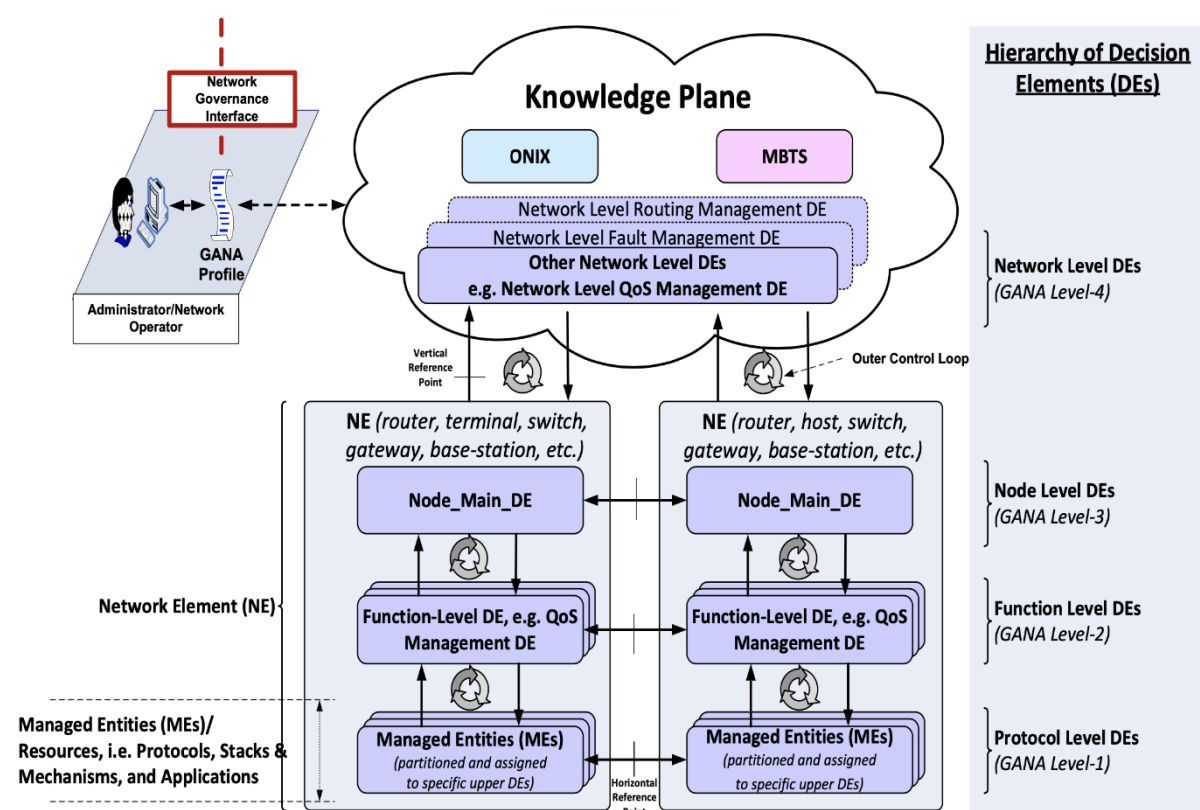 Network
Governance
Interface
GANA
Profile
Administrator/Network
Operator
Knowledge Plane
ONIX
MBTS
Network Level Routing Management DE
Network Level Fault Management DE
Other Network Level DEs
e.g. Network Level QoS Management DE
Vertical
Reference
Point
Outer Control Loop
Hierarchy of Decision
Elements (DEs)
Network Level DEs
(GANA Level-4)
NE (router, terminal, switch,
gateway, base-station, etc.)
NE (router, host, switch,
gateway, base-station, etc.)
Node_Main_DE
Node_Main_DE
Node Level DEs
(GANA Level-3)
Network Element (NE)
Function-Level DE, e.g. QoS
Management DE
Function-Level DE, e.g. QoS
Management DE
Function Level DEs
(GANA Level-2)
Managed Entities (MEs)/
Resources, i.e. Protocols, Stacks &
Mechanisms, and Applications
Managed Entities (MEs)
(partitioned and assigned
to specific upper DEs)
Managed Entities (MEs)
(partitioned and assigned
to specific upper DEs)
Horizontal
Reference
Point
Protocol Level DEs
(GANA Level-1)